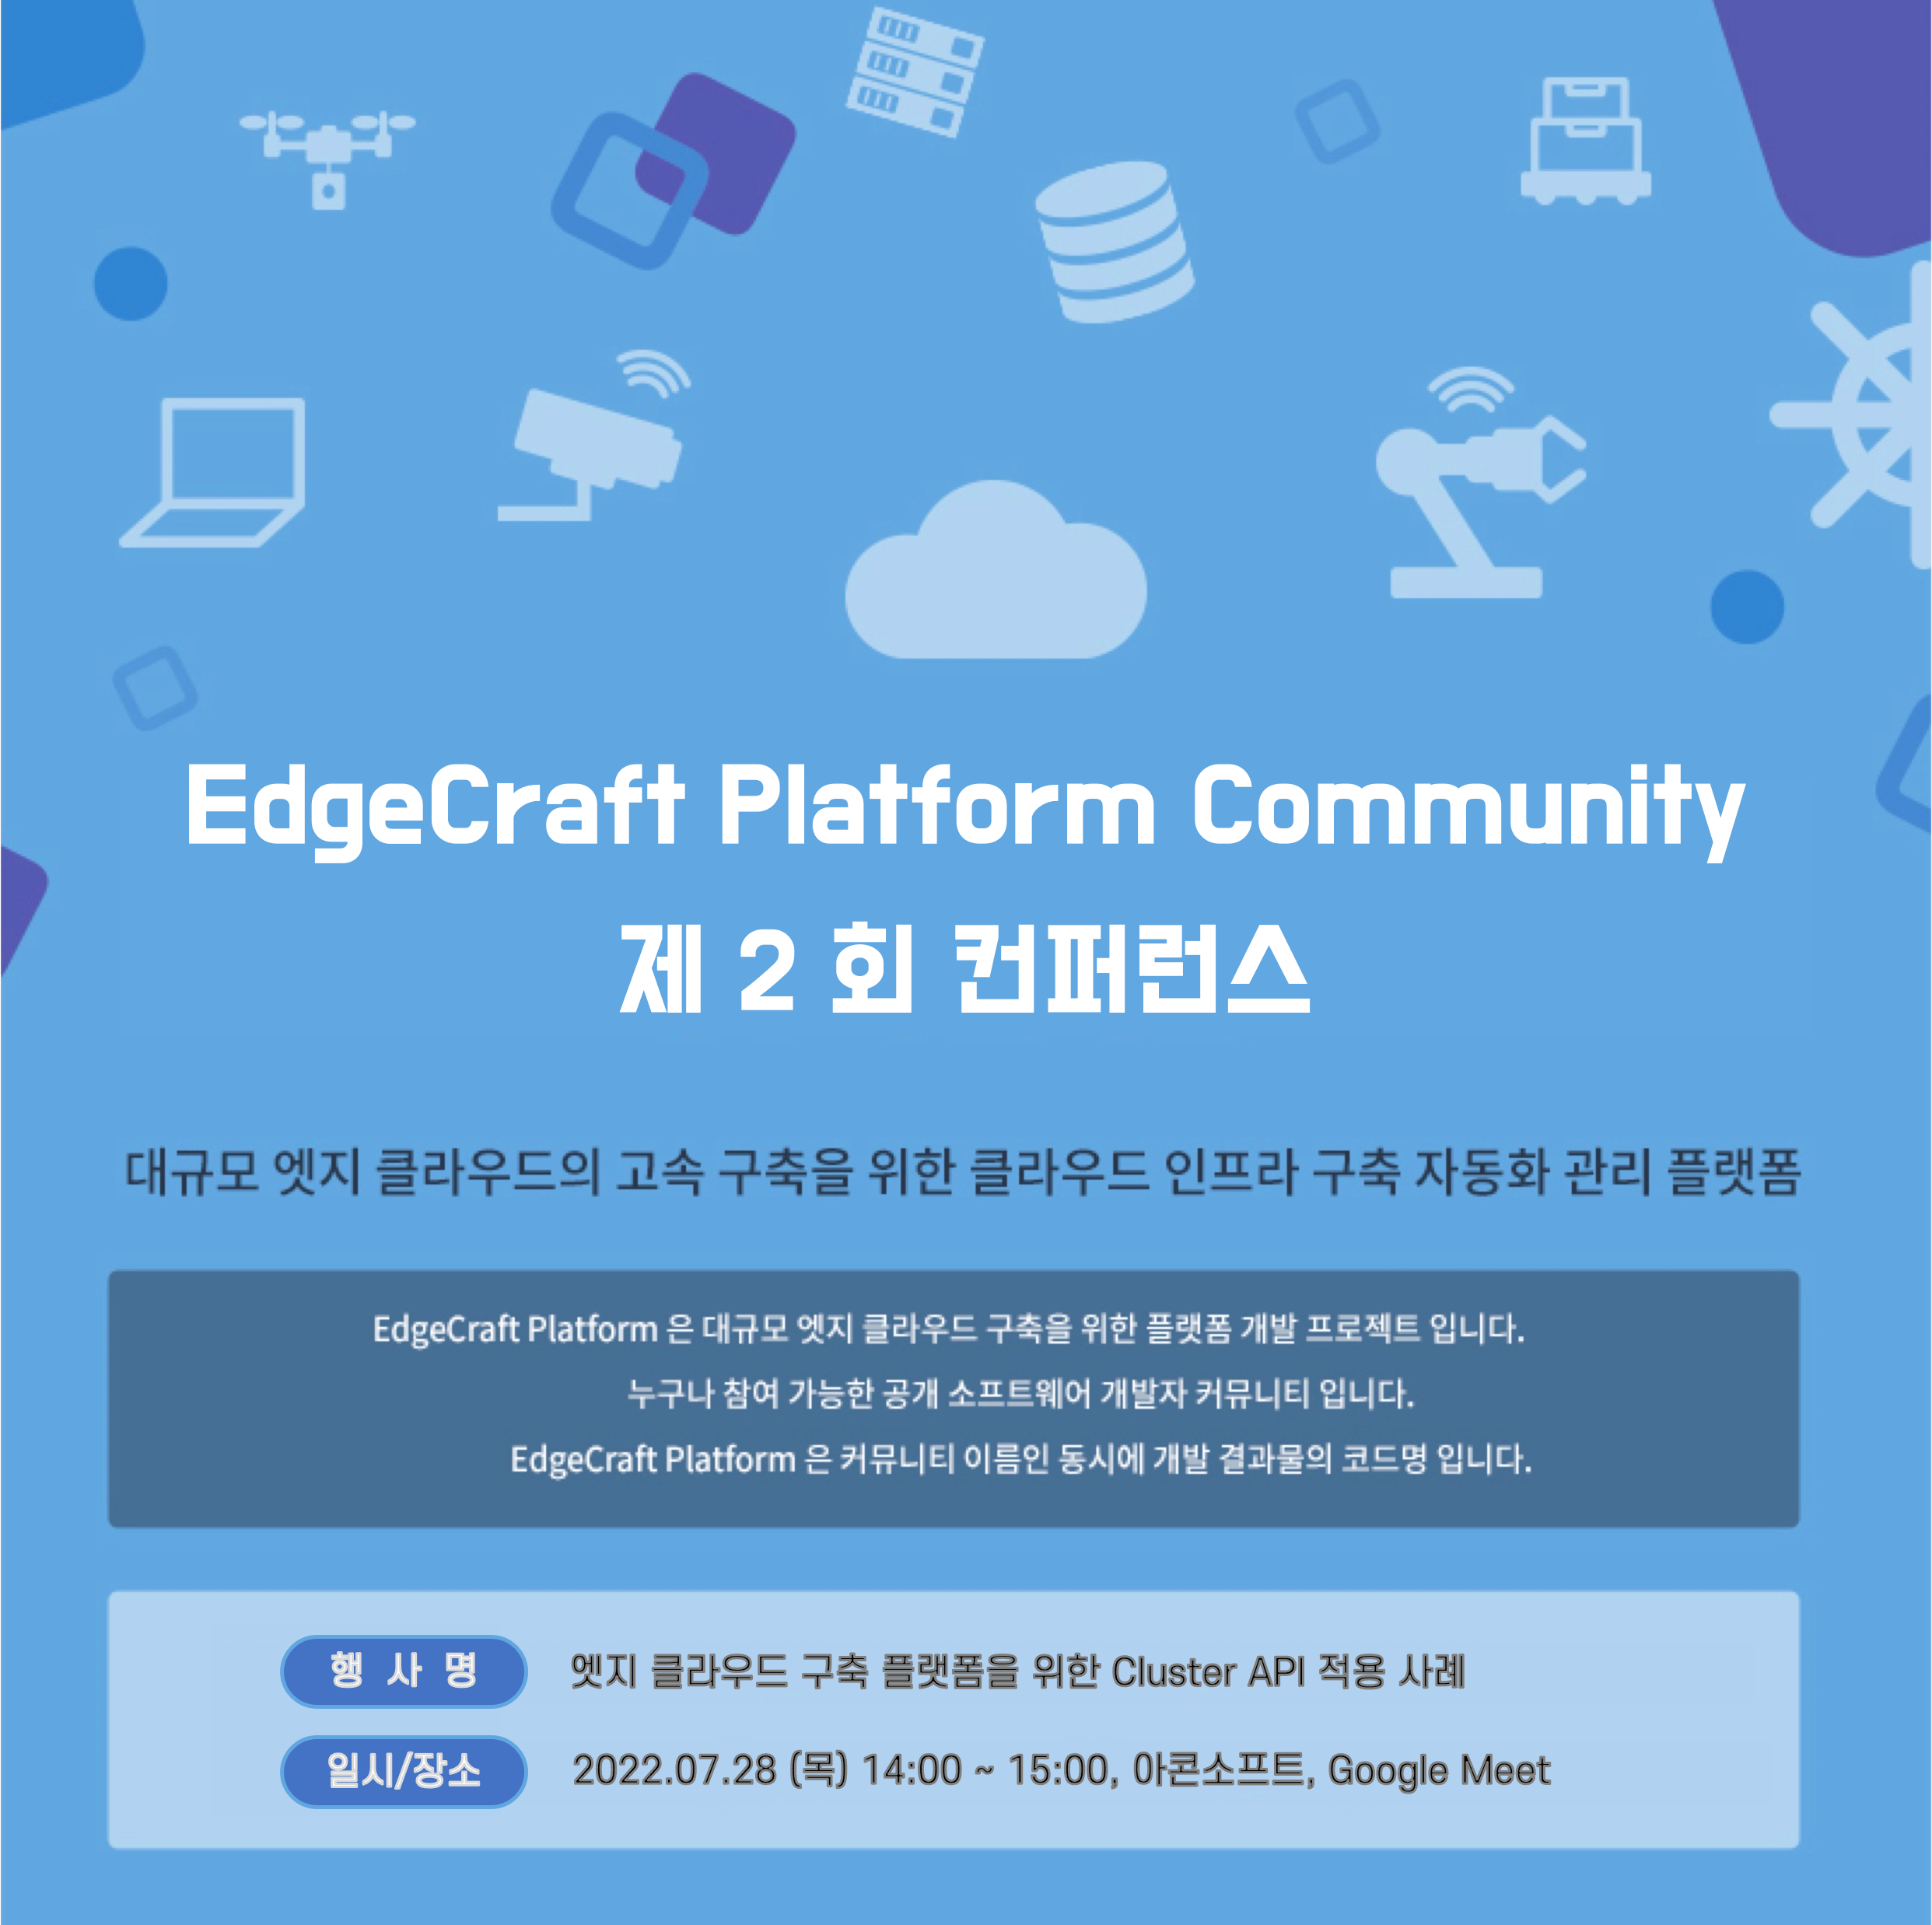 EdgeCraft Platform Community
제 2 회 컨퍼런스
대규모 엣지 클라우드의 고속 구축을 위한 클라우드 인프라 구축 자동화 관리 플랫폼
EdgeCraft Platform 은 대규모 엣지 클라우드 구축을 위한 플랫폼 개발 프로젝트 입니다.
누구나 참여 가능한 공개 소프트웨어 개발자 커뮤니티 입니다.
EdgeCraft Platform 은 커뮤니티 이름인 동시에 개발 결과물의 코드명 입니다.
행 사 명 엣지 클라우드 구축 플랫폼을 위한 Cluster API 적용 사례
일시/장소 2022.07.28 (목) 14:00 ~ 15:00, 아콘소프트, Google Meet